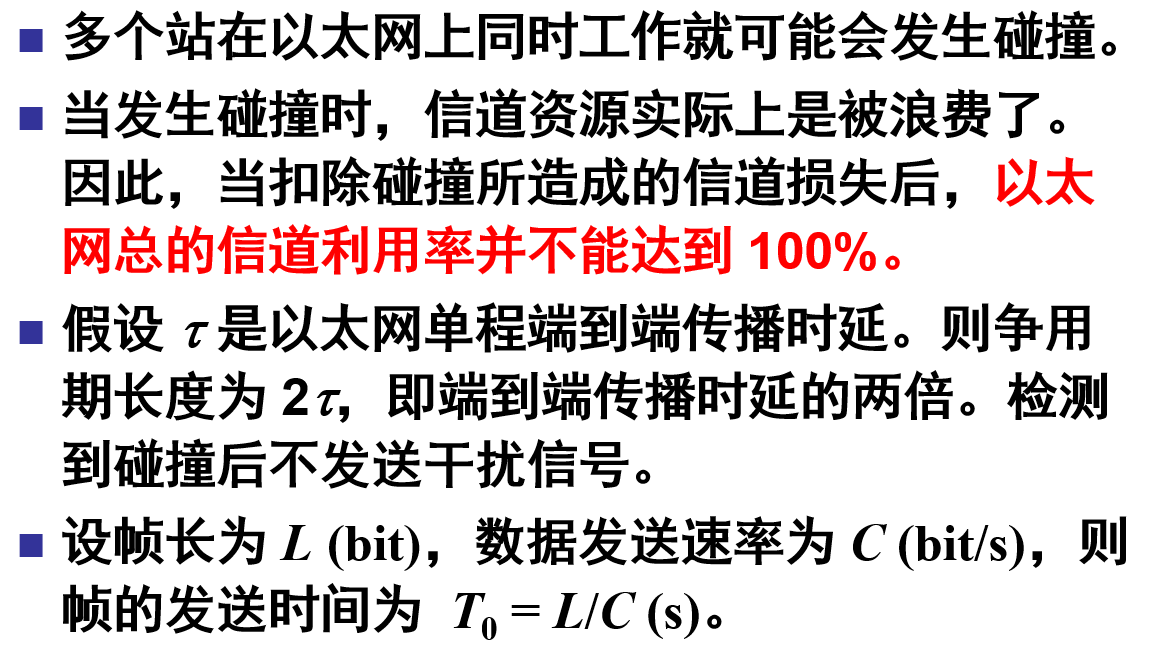 ■ 多个站在以太网上同时工作就可能会发生碰撞。
■ 当发生碰撞时，信道资源实际上是被浪费了。
因此，当扣除碰撞所造成的信道损失后，以太
网总的信道利用率并不能达到 100%。
■ 假设 τ 是以太网单程端到端传播时延。则争用
期长度为 2τ，即端到端传播时延的两倍。检测
到碰撞后不发送干扰信号。
■ 设帧长为 L (bit)，数据发送速率为 C (bit/s)，则
帧的发送时间为 T₀ = L/C (s)。